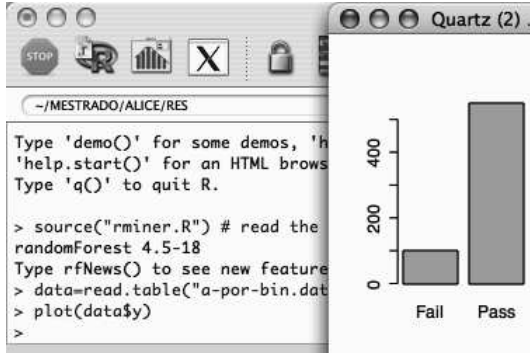 Quartz (2)
STOP
R
X
~/MESTRADO/ALICE/RES
Type 'demo()' for some demos, 'h
'help.start()' for an HTML brows
Type 'q()' to quit R.
> source("rminer.R") # read the
randomForest 4.5-18
Type rfNews() to see new feature
> data=read.table("a-por-bin.dat
> plot(data$y)
>
400
200
0
Fail Pass